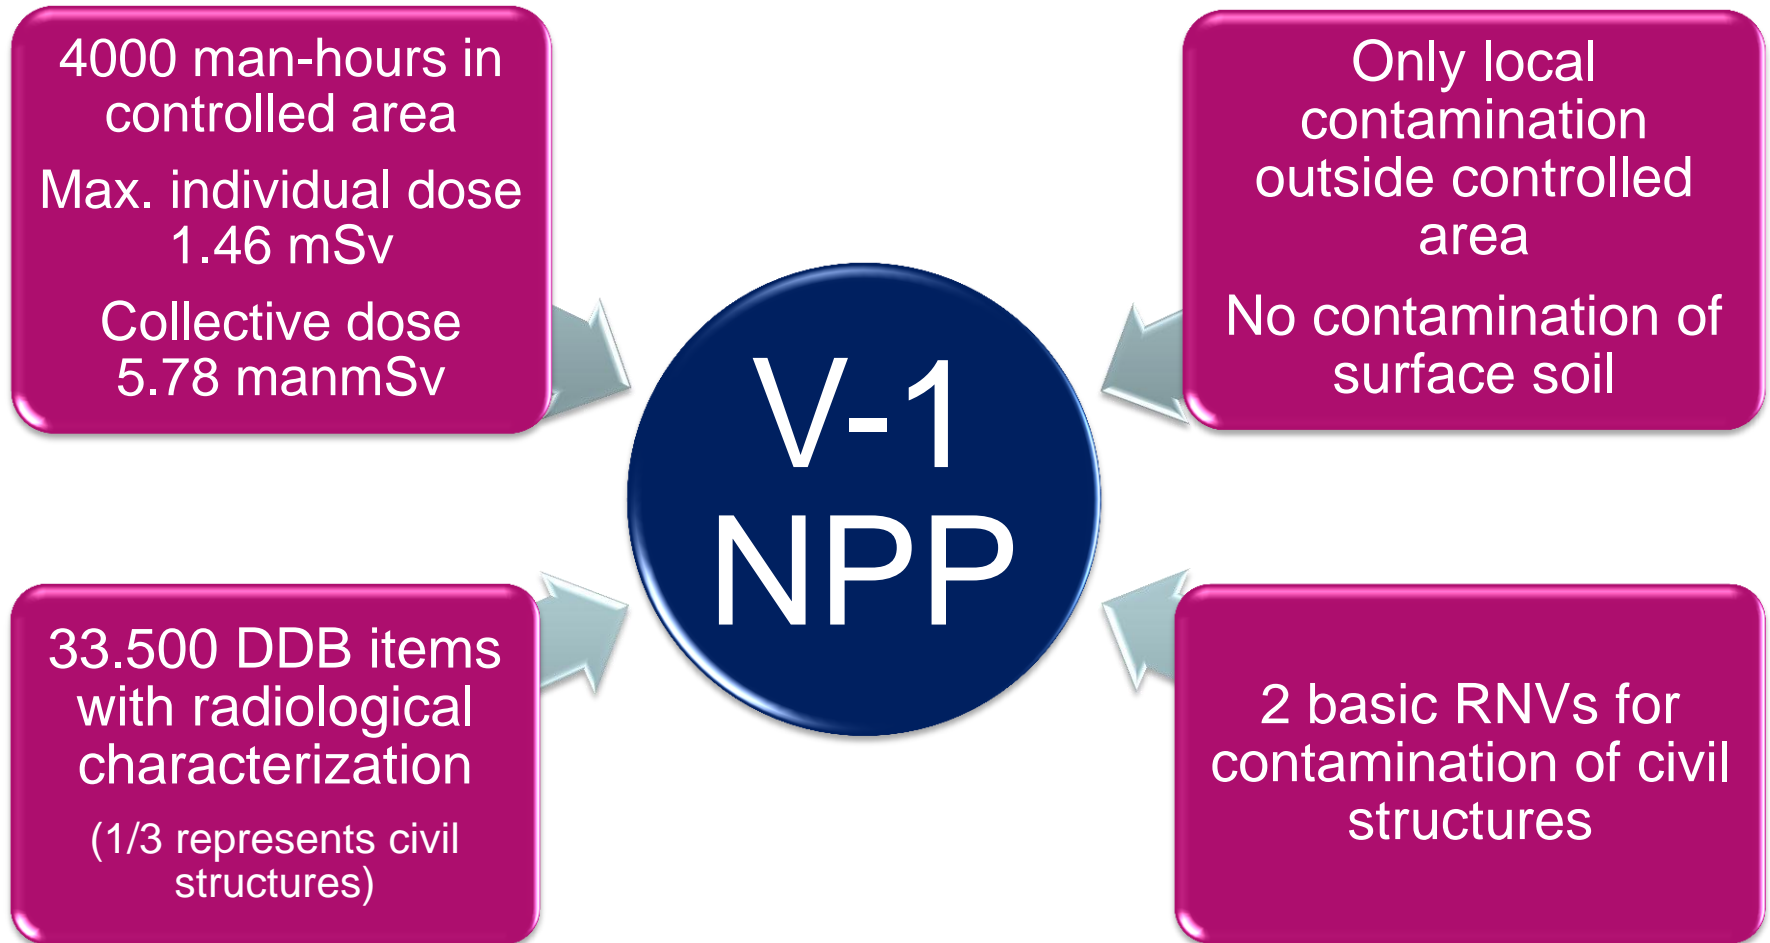 4000 man-hours in
controlled area
Max. individual dose
1.46 mSv
Collective dose
5.78 manmSv
Only local
contamination
outside controlled
area
No contamination of
surface soil
V-1
NPP
33.500 DDB items
with radiological
characterization
(1/3 represents civil
structures)
2 basic RNVs for
contamination of civil
structures